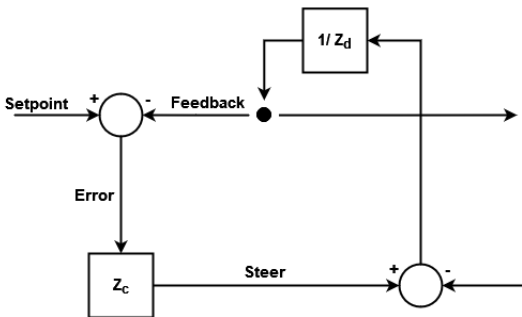 1/ Zd
Setpoint
+
-
Feedback
Error
Zc
Steer
+
-